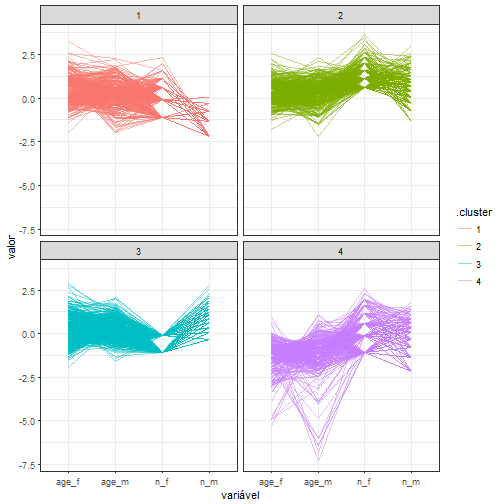 1
2
2.5
0.0
-2.5
-5.0
-7.5
3
4
2.5
0.0
-2.5
-5.0
-7.5
valor
age_f
age_m
n_f
n_m
age_f
age_m
n_f
n_m
variável
.cluster
1
2
3
4